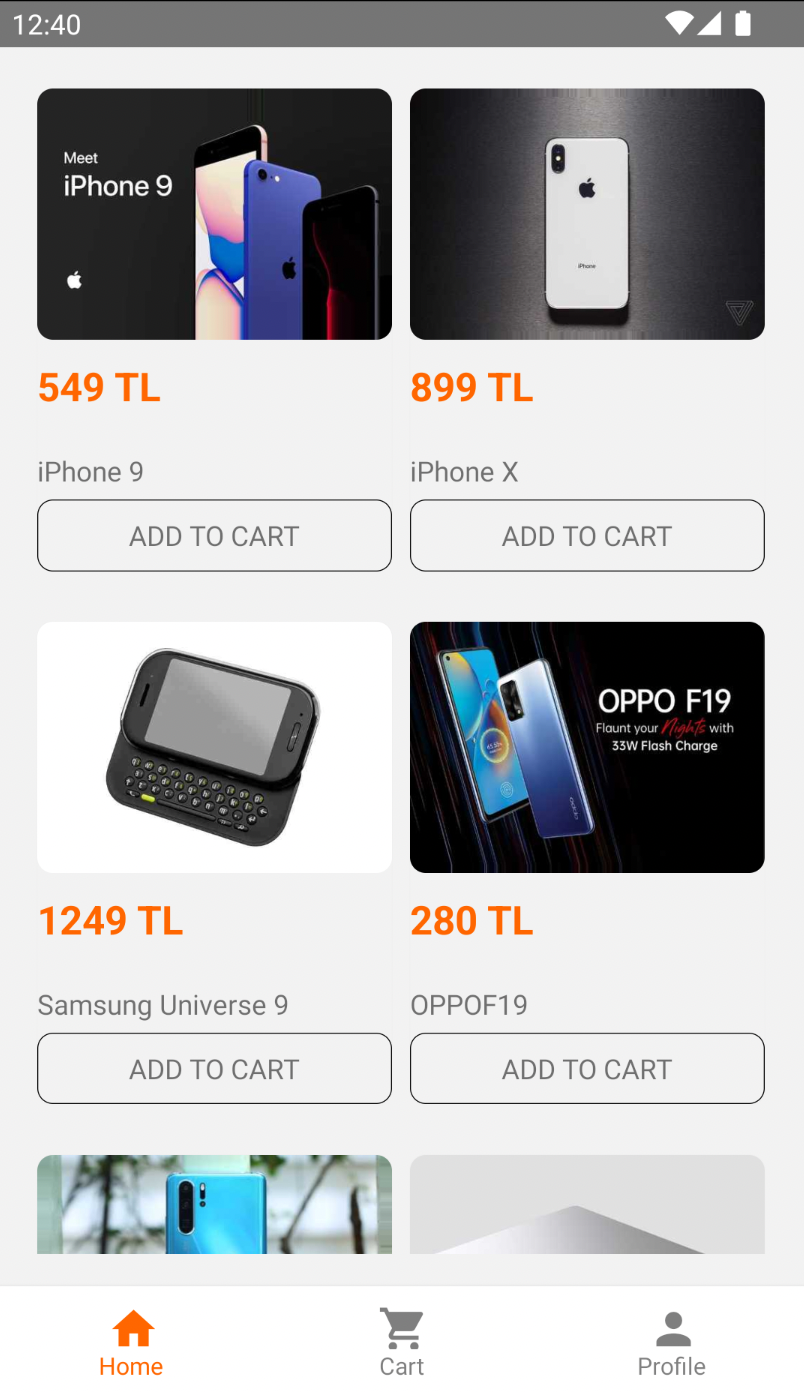 12:40
Meet
iPhone 9
iPhone
549 TL
899 TL
iPhone 9
iPhone X
ADD TO CART
ADD TO CART
OPPO F19
Flaunt your Nights with
33W Flash Charge
oppo
1249 TL
280 TL
Samsung Universe 9
OPPOF19
ADD TO CART
ADD TO CART
Home
Cart
Profile